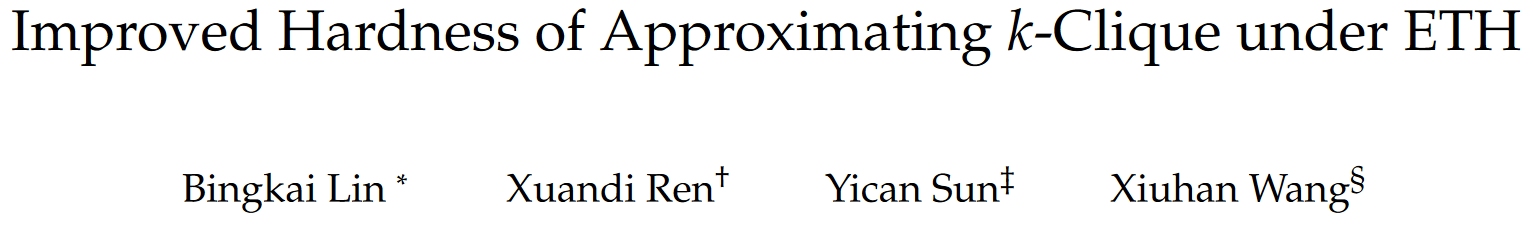 Improved Hardness of Approximating k-Clique under ETH
Bingkai Lin * Xuandi Ren† Yican Sun‡ Xiuhan Wang§